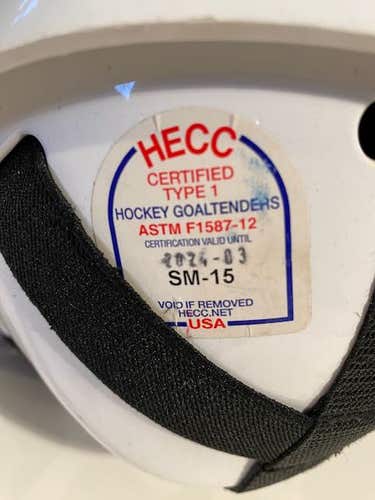 HECC
CERTIFIED
TYPE 1
HOCKEY GOALTENDERS
ASTM F1587-12
CERTIFICATION VALID UNTIL
2024-03
SM-15
VOID IF REMOVED
HECC.NET
USA